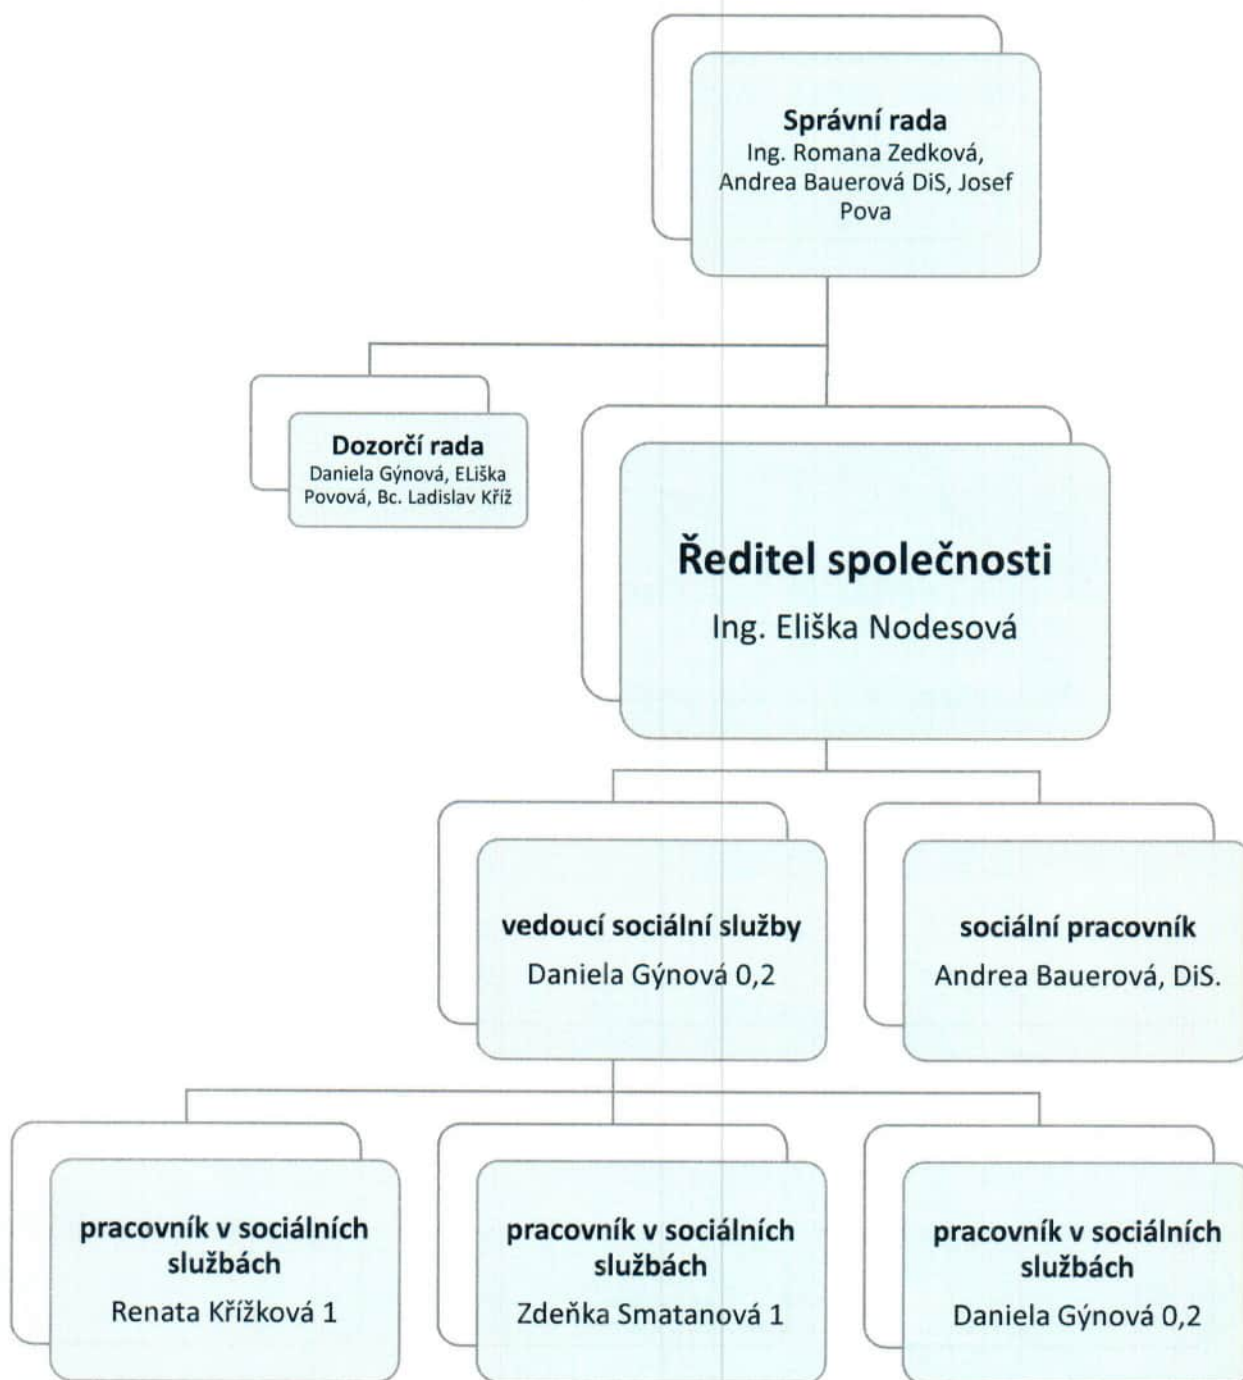 Správní rada
Ing. Romana Zedková,
Andrea Bauerová DiS, Josef
Pova
Dozorčí rada
Daniela Gýnová, ELiška
Povová, Bc. Ladislav Kříž
Ředitel společnosti
Ing. Eliška Nodesová
vedoucí sociální služby
Daniela Gýnová 0,2
sociální pracovník
Andrea Bauerová, DiS.
pracovník v sociálních
službách
Renata Křížková 1
pracovník v sociálních
službách
Zdeňka Smatanová 1
pracovník v sociálních
službách
Daniela Gýnová 0,2